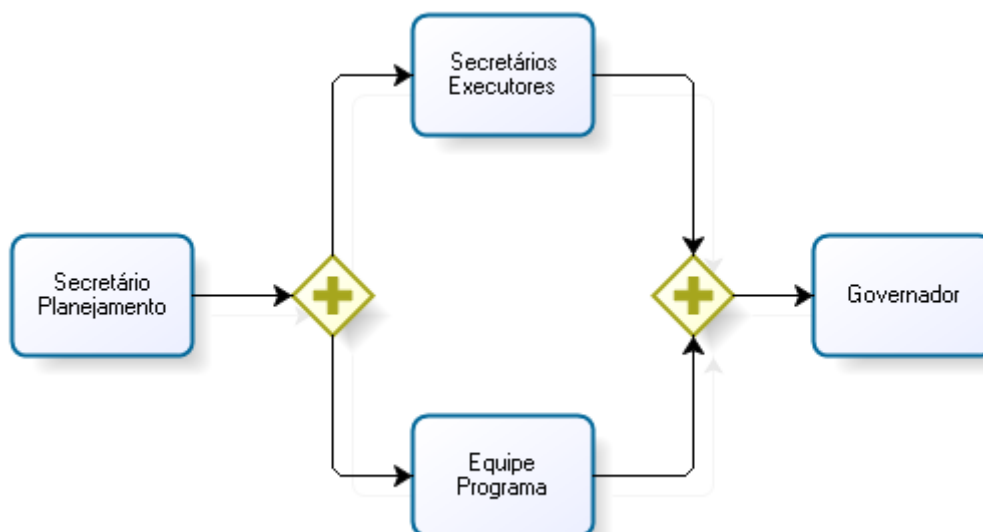 Secretários
Executores
Secretário
Planejamento
Governador
Equipe
Programa